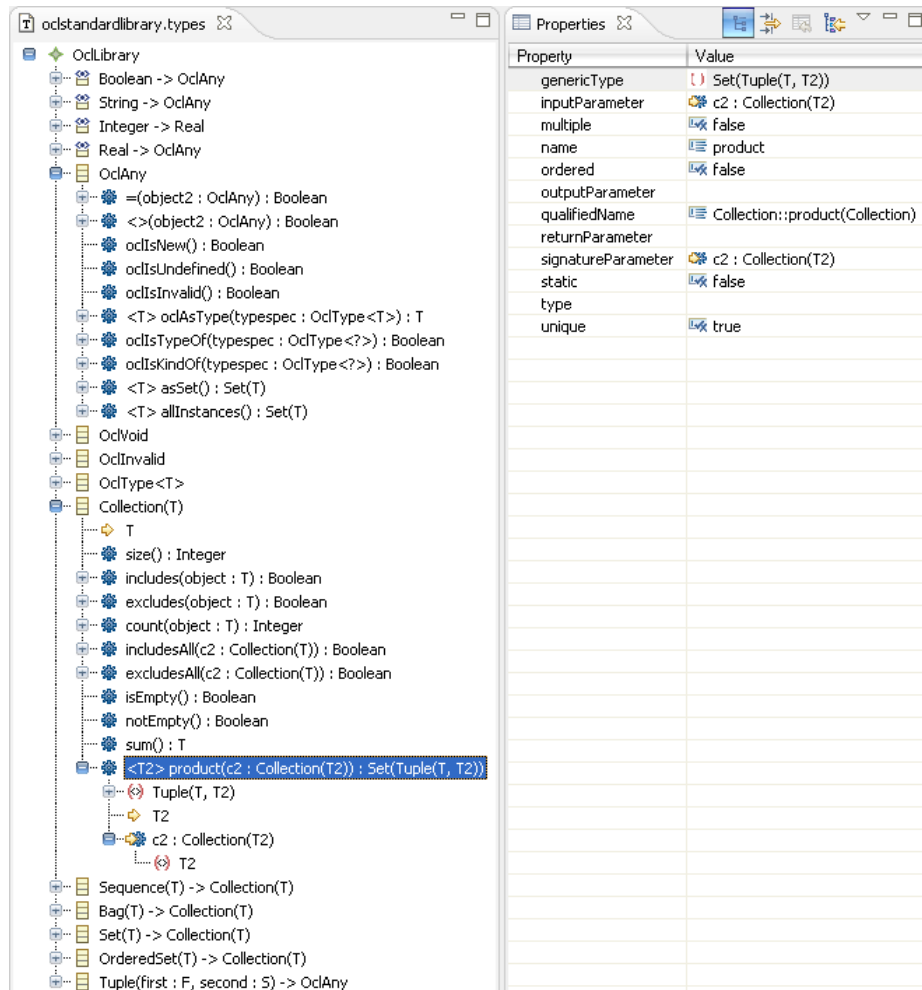 oclstandardlibrary.types
OclLibrary
Boolean -> OclAny
String -> OclAny
Integer -> Real
Real -> OclAny
OclAny
=(object2 : OclAny) : Boolean
<>(object2 : OclAny) : Boolean
oclIsNew() : Boolean
oclIsUndefined() : Boolean
oclIsInvalid() : Boolean
<T> oclAsType(typespec : OclType<T>) : T
oclIsTypeOf(typespec : OclType<?>) : Boolean
oclIsKindOf(typespec : OclType<?>) : Boolean
<T> asSet() : Set(T)
<T> allInstances() : Set(T)
OclVoid
OclInvalid
OclType<T>
Collection(T)
T
size() : Integer
includes(object : T) : Boolean
excludes(object : T) : Boolean
count(object : T) : Integer
includesAll(c2 : Collection(T)) : Boolean
excludesAll(c2 : Collection(T)) : Boolean
isEmpty() : Boolean
notEmpty() : Boolean
sum() : T
<T2> product(c2 : Collection(T2)) : Set(Tuple(T, T2))
Tuple(T, T2)
T2
c2 : Collection(T2)
T2
Sequence(T) -> Collection(T)
Bag(T) -> Collection(T)
Set(T) -> Collection(T)
OrderedSet(T) -> Collection(T)
Tuple(first : F, second : S) -> OclAny
Properties
Property Value
genericType Set(Tuple(T, T2))
inputParameter c2 : Collection(T2)
multiple false
name product
ordered false
outputParameter
qualifiedName Collection::product(Collection)
returnParameter
signatureParameter c2 : Collection(T2)
static false
type
unique true